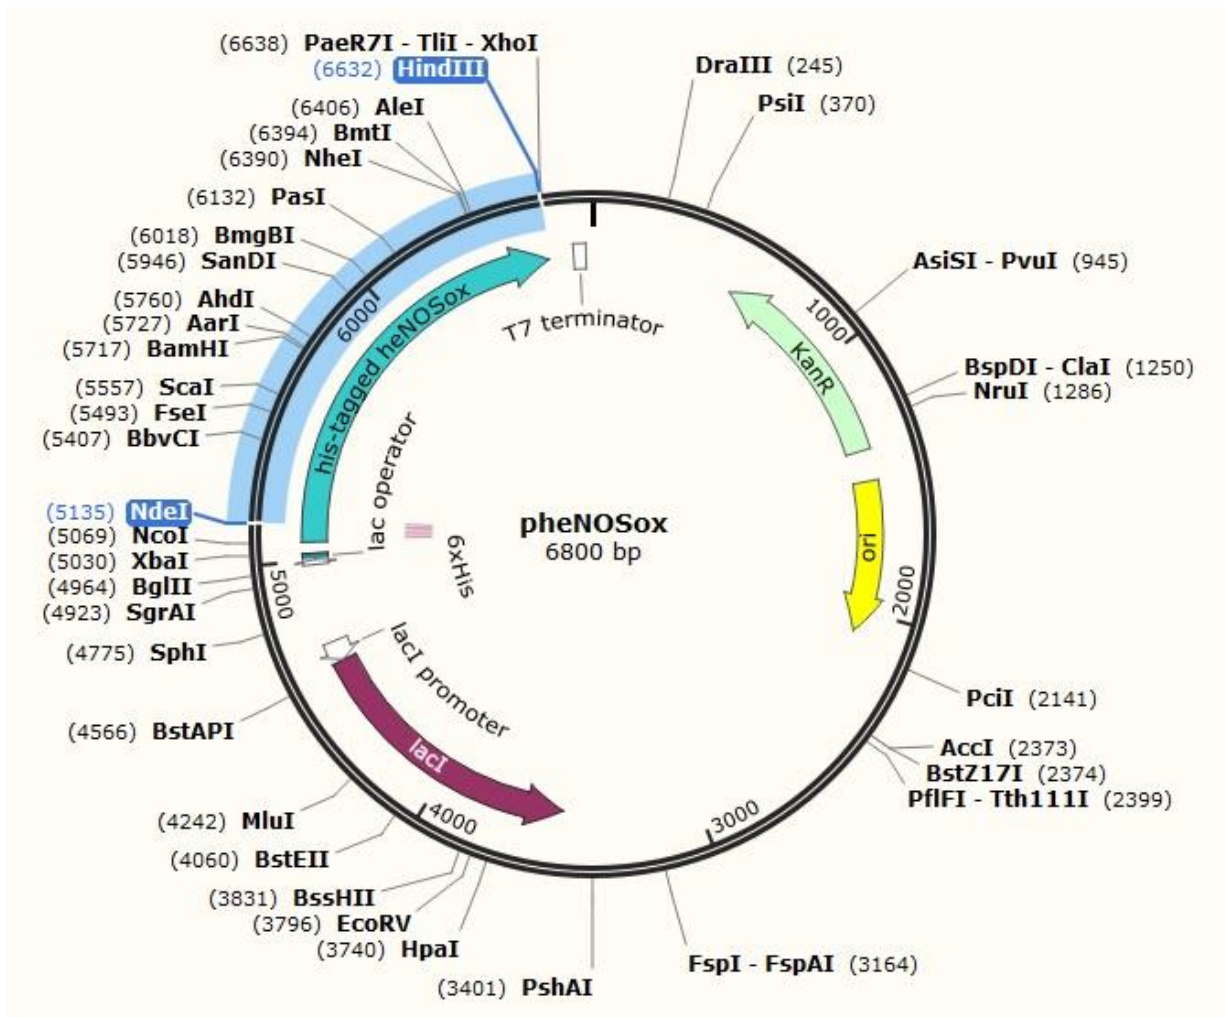 (6638) PaeR7I - TliI - XhoI
(6632) HindIII
(6406) AleI
(6394) BmtI
(6390) NheI
(6132) PasI
(6018) BmgBI
(5946) SanDI
(5760) AhdI
(5727) AarI
(5717) BamHI
(5557) ScaI
(5493) FseI
(5407) BbvCI
(5135) NdeI
(5069) NcoI
(5030) XbaI
(4964) BglII
(4923) SgrAI
(4775) SphI
(4566) BstAPI
(4242) MluI
(4060) BstEII
(3831) BssHII
(3796) EcoRV
(3740) HpaI
(3401) PshAI
DraIII (245)
PsiI (370)
AsiSI - PvuI (945)
BspDI - ClaI (1250)
NruI (1286)
PciI (2141)
AccI (2373)
BstZ17I (2374)
PflFI - Tth111I (2399)
FspI - FspAI (3164)
1000
2000
3000
4000
5000
6000
T7 terminator
KanR
ori
his-tagged heNOSox
lac operator
6xHis
lacI promoter
lacI
pheNOSox
6800 bp